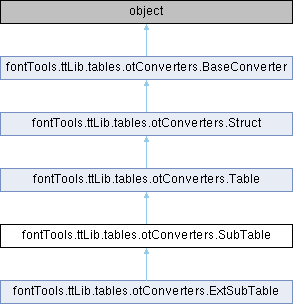 object
fontTools.ttLib.tables.otConverters.BaseConverter
fontTools.ttLib.tables.otConverters.Struct
fontTools.ttLib.tables.otConverters.Table
fontTools.ttLib.tables.otConverters.SubTable
fontTools.ttLib.tables.otConverters.ExtSubTable